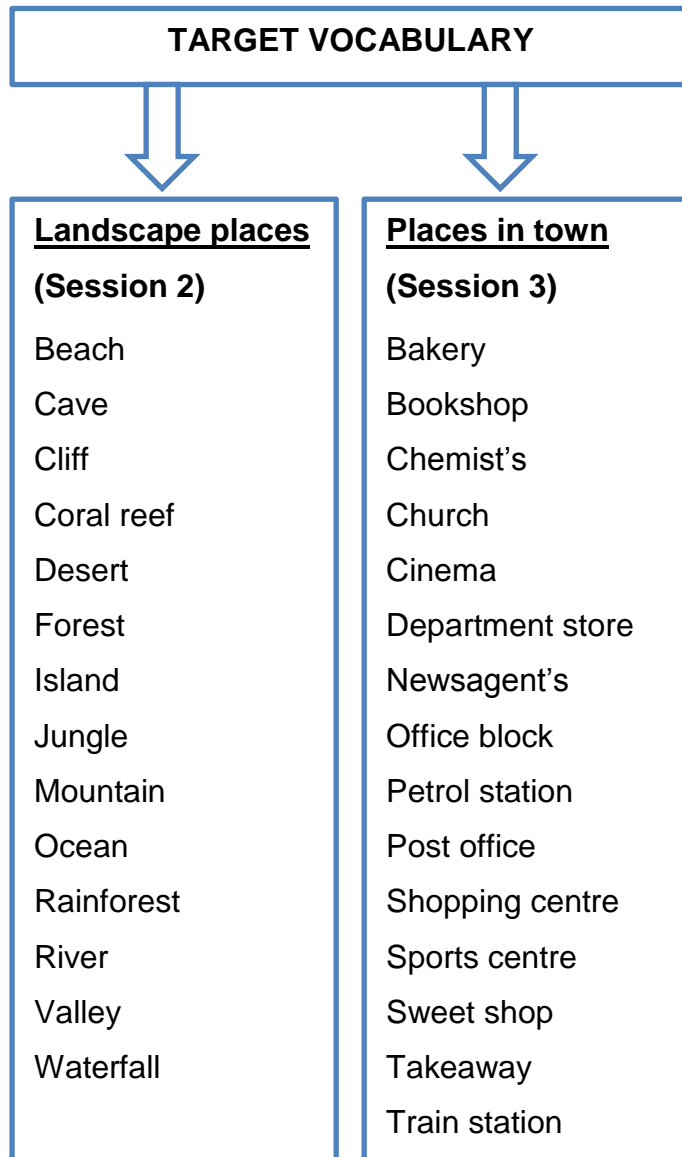 TARGET VOCABULARY
Landscape places
(Session 2)
Beach
Cave
Cliff
Coral reef
Desert
Forest
Island
Jungle
Mountain
Ocean
Rainforest
River
Valley
Waterfall
Places in town
(Session 3)
Bakery
Bookshop
Chemist’s
Church
Cinema
Department store
Newsagent’s
Office block
Petrol station
Post office
Shopping centre
Sports centre
Sweet shop
Takeaway
Train station